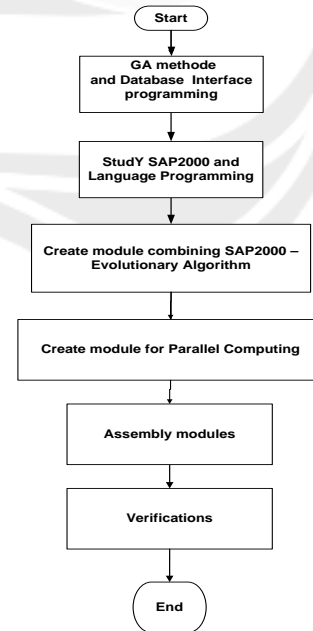 Start
GA methode
and Database Interface
programming
StudY SAP2000 and
Language Programming
Create module combining SAP2000 –
Evolutionary Algorithm
Create module for Parallel Computing
Assembly modules
Verifications
End